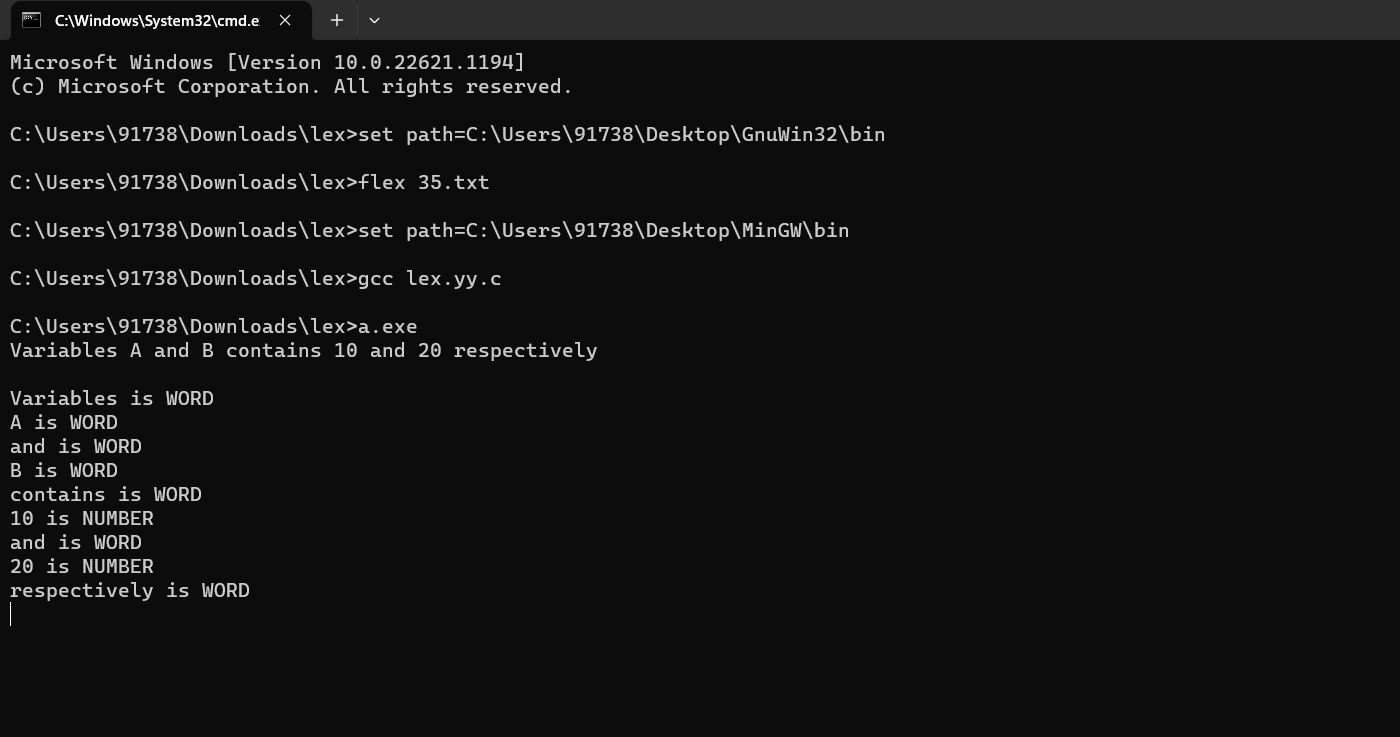 C:\Windows\System32\cmd.e
Microsoft Windows [Version 10.0.22621.1194]
(c) Microsoft Corporation. All rights reserved.
C:\Users\91738\Downloads\lex>set path=C:\Users\91738\Desktop\GnuWin32\bin
C:\Users\91738\Downloads\lex>flex 35.txt
C:\Users\91738\Downloads\lex>set path=C:\Users\91738\Desktop\MinGW\bin
C:\Users\91738\Downloads\lex>gcc lex.yy.c
C:\Users\91738\Downloads\lex>a.exe
Variables A and B contains 10 and 20 respectively
Variables is WORD
A is WORD
and is WORD
B is WORD
contains is WORD
10 is NUMBER
and is WORD
20 is NUMBER
respectively is WORD